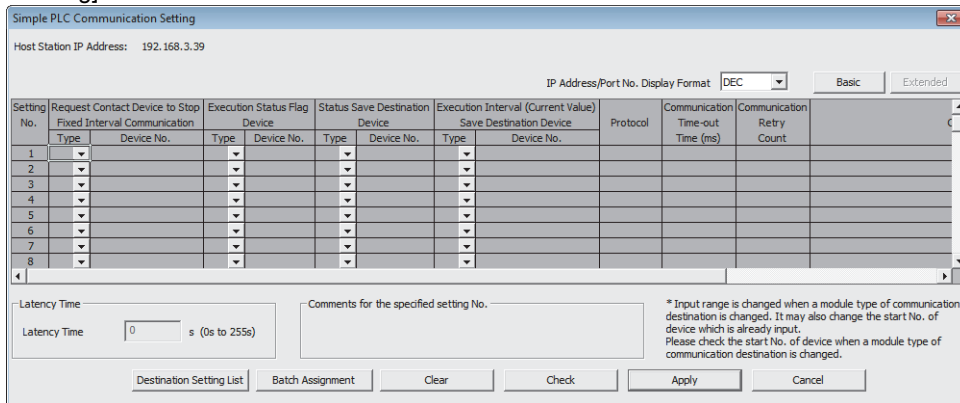 Simple PLC Communication Setting
Host Station IP Address: 192.168.3.39
IP Address/Port No. Display Format DEC Basic Extended
Setting No. Request Contact Device to Stop Fixed Interval Communication Execution Status Flag Device Status Save Destination Device Execution Interval (Current Value) Save Destination Device Protocol Communication Time-out Time (ms) Communication Retry Count
Type Device No. Type Device No. Type Device No. Type Device No.
1
2
3
4
5
6
7
8
Latency Time
Latency Time 0 s (0s to 255s)
Comments for the specified setting No.
* Input range is changed when a module type of communication
destination is changed. It may also change the start No. of
device which is already input.
Please check the start No. of device when a module type of
communication destination is changed.
Destination Setting List Batch Assignment Clear Check Apply Cancel